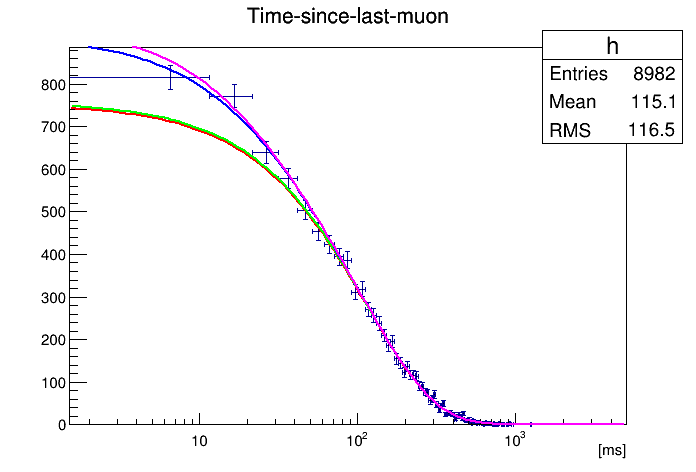 Time-since-last-muon
h
Entries 8982
Mean 115.1
RMS 116.5
800
700
600
500
400
300
200
100
0
10 10² 10³
[ms]